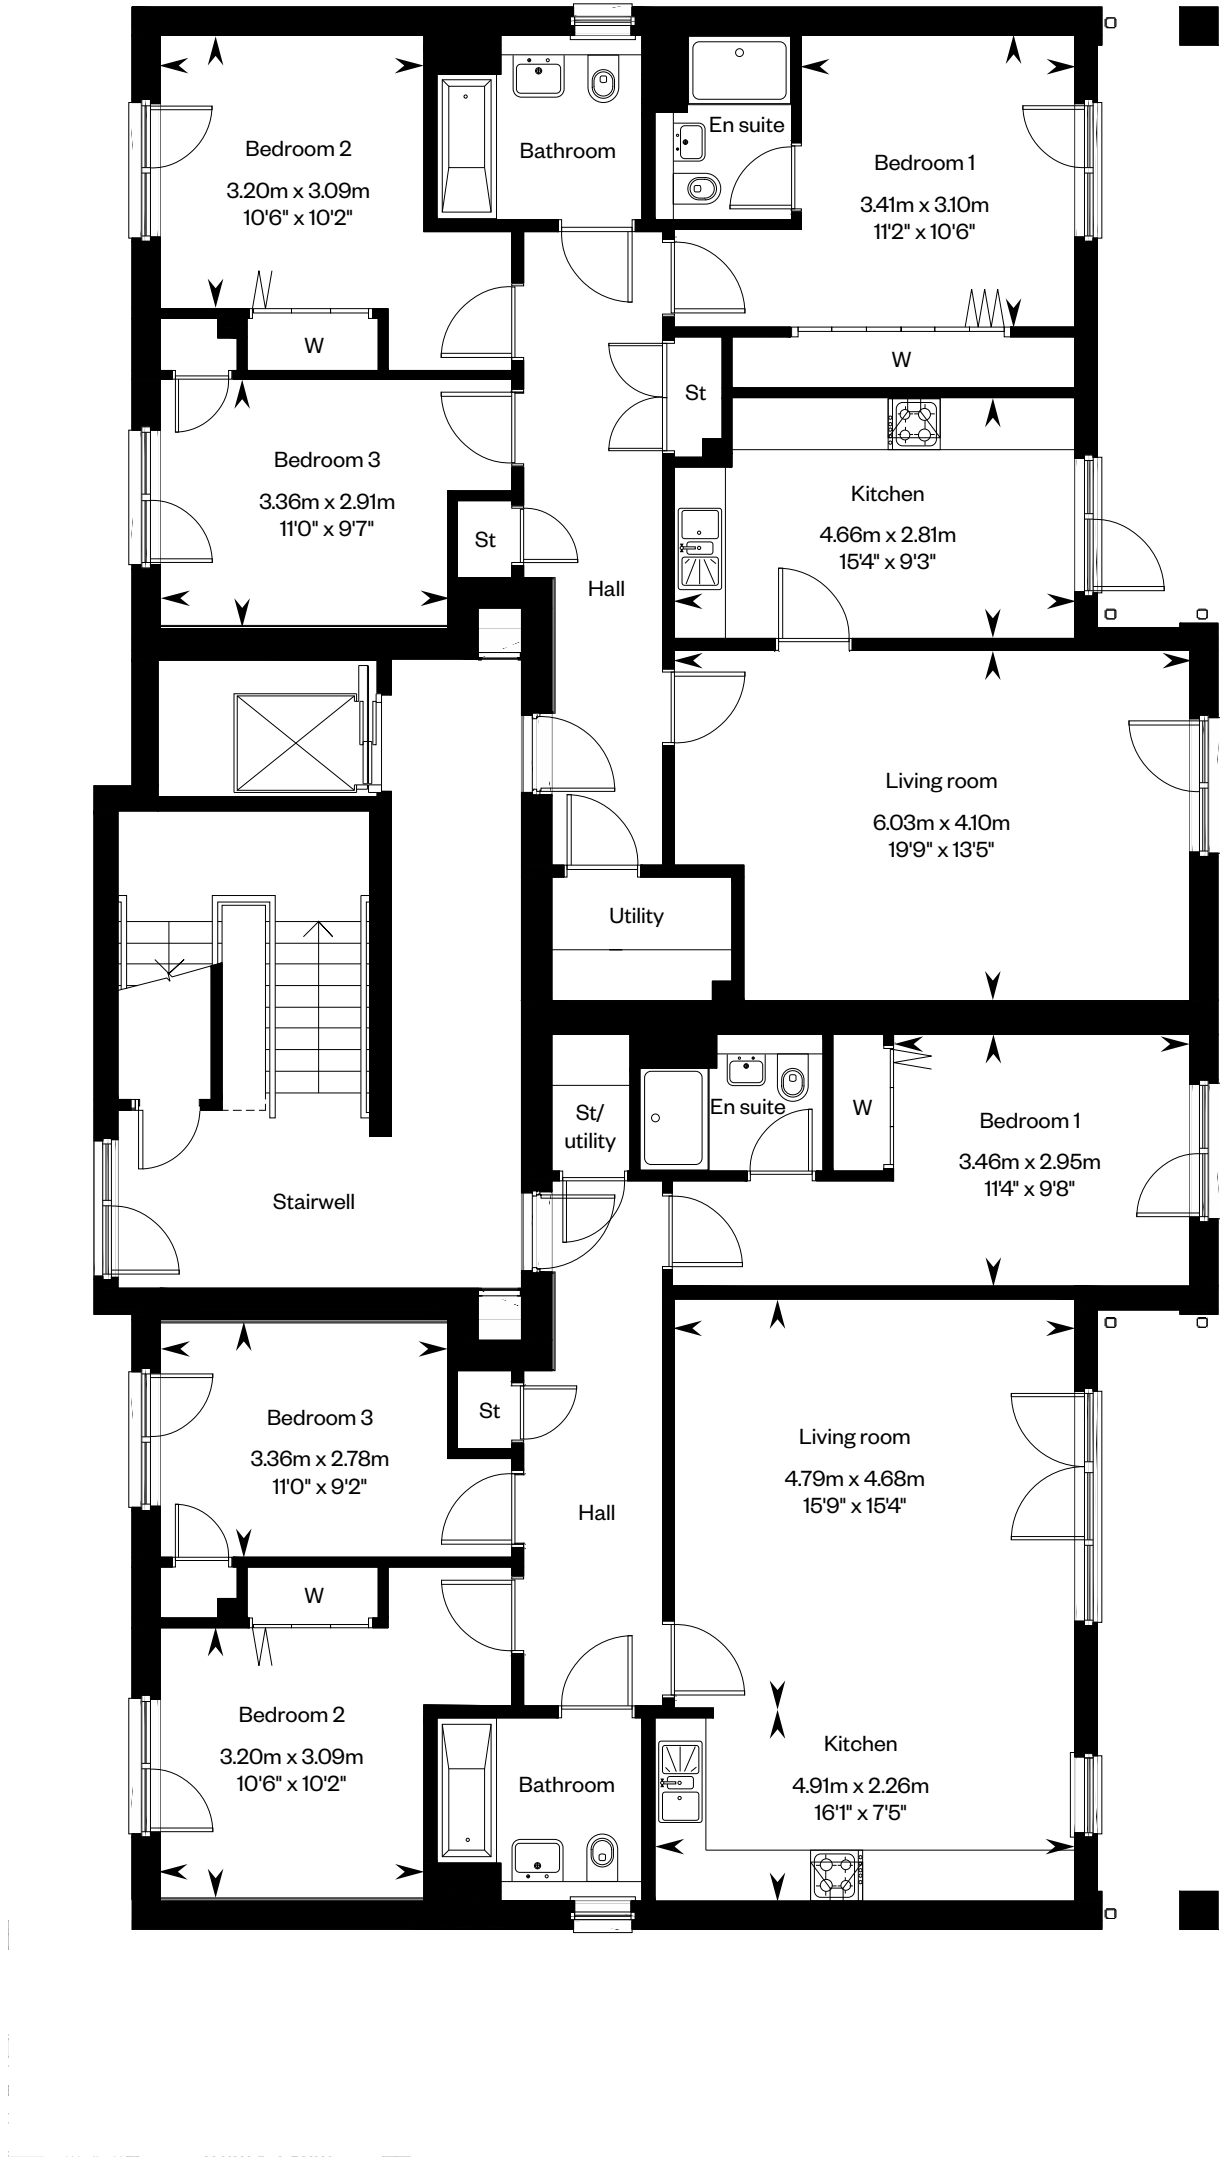 Bedroom 2
3.20m x 3.09m
10'6" x 10'2"
Bathroom
En suite
Bedroom 1
3.41m x 3.10m
11'2" x 10'6"
W
W
St
Bedroom 3
3.36m x 2.91m
11'0" x 9'7"
St
Kitchen
4.66m x 2.81m
15'4" x 9'3"
Hall
Living room
6.03m x 4.10m
19'9" x 13'5"
Utility
St/
utility
En suite
W
Bedroom 1
3.46m x 2.95m
11'4" x 9'8"
Stairwell
Bedroom 3
3.36m x 2.78m
11'0" x 9'2"
St
Hall
Living room
4.79m x 4.68m
15'9" x 15'4"
W
Bedroom 2
3.20m x 3.09m
10'6" x 10'2"
Bathroom
Kitchen
4.91m x 2.26m
16'1" x 7'5"